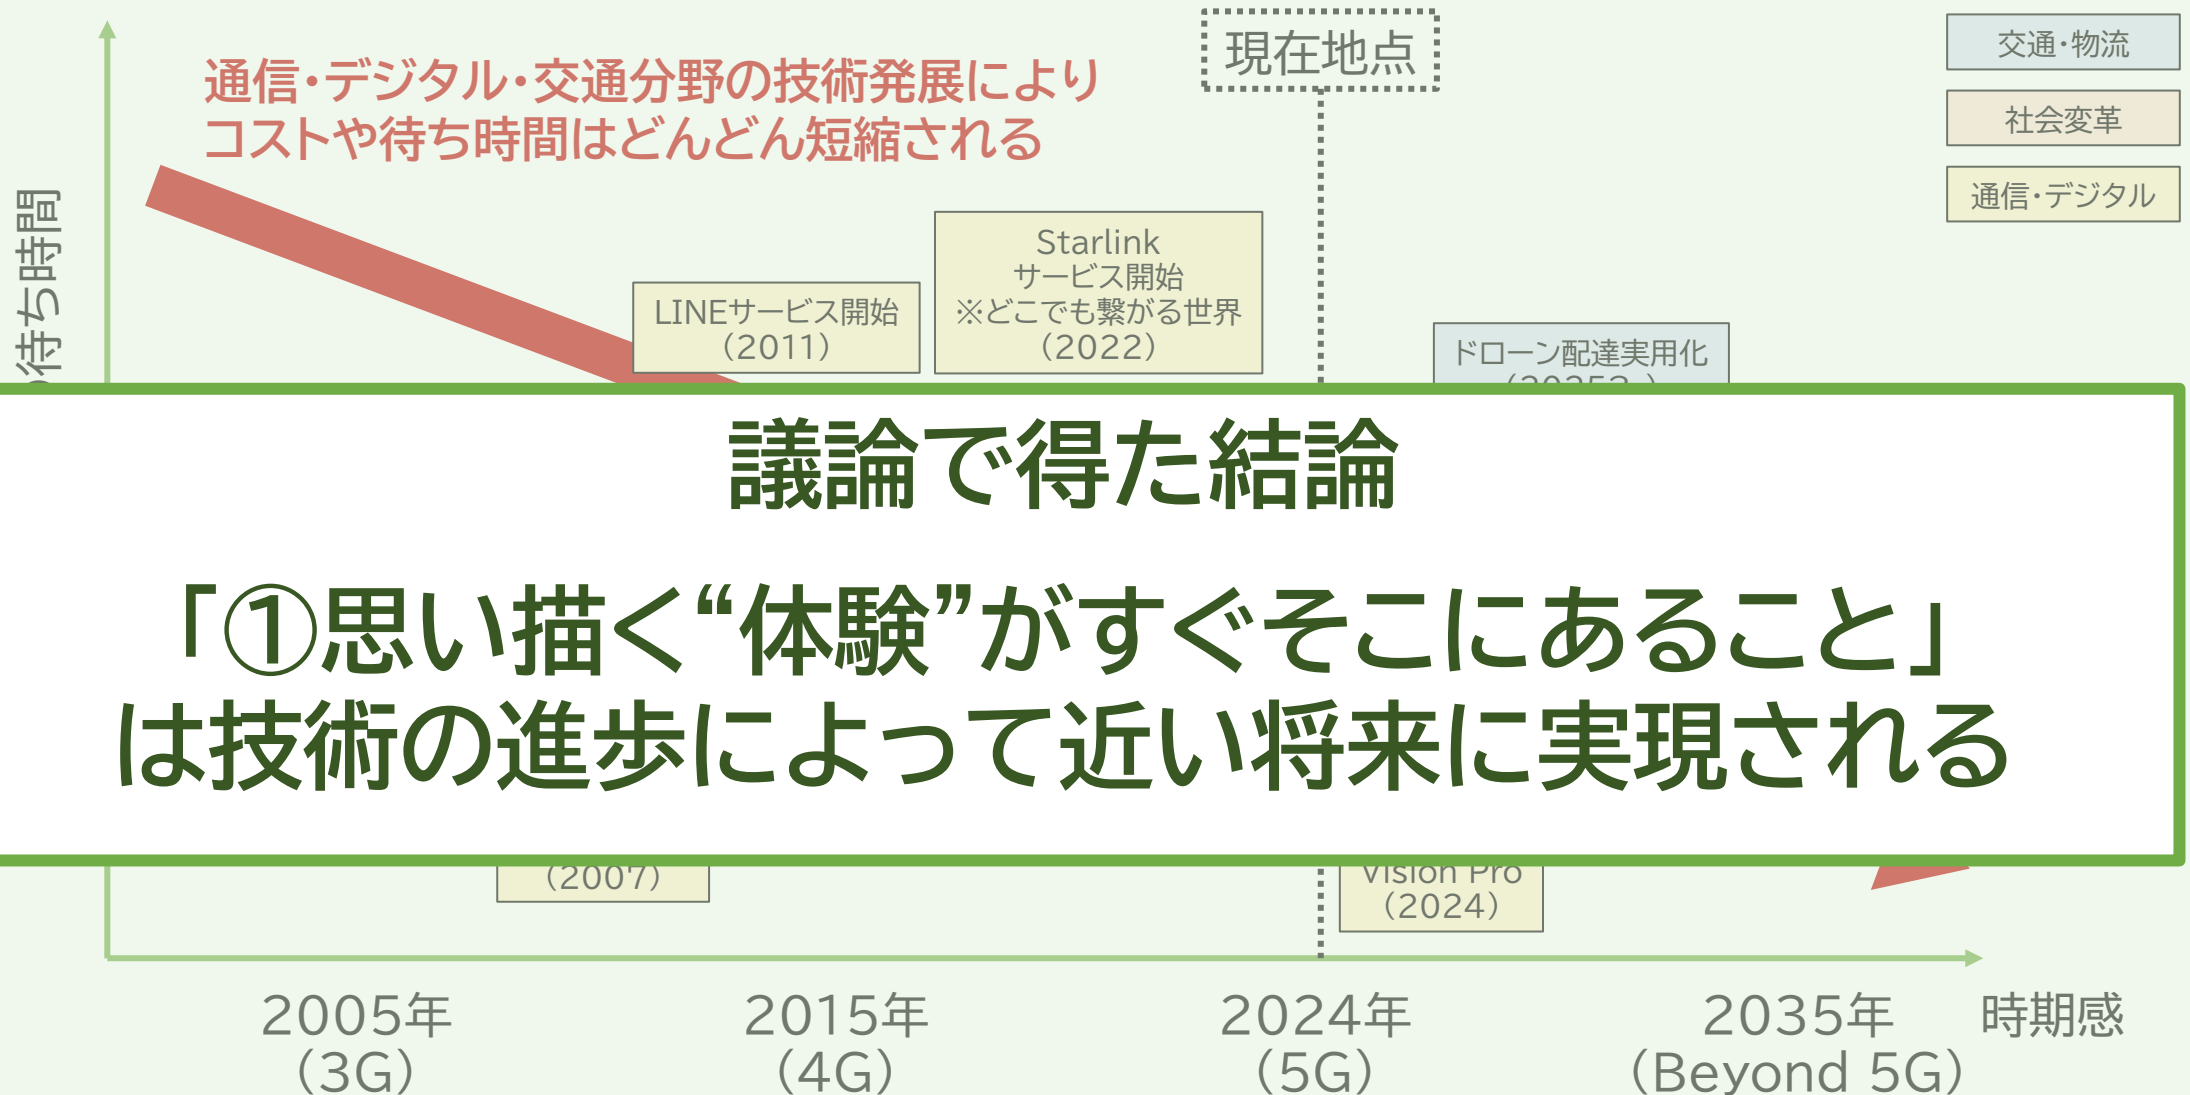 現在地点
交通・物流
社会変革
通信・デジタル
通信・デジタル・交通分野の技術発展により
コストや待ち時間はどんどん短縮される
待ち時間
Starlink
サービス開始
※どこでも繋がる世界
(2022)
LINEサービス開始
(2011)
ドローン配達実用化
議論で得た結論
「①思い描く“体験”がすぐそこにあること」
は技術の進歩によって近い将来に実現される
(2007)
Vision Pro
(2024)
2005年
(3G)
2015年
(4G)
2024年
(5G)
2035年
(Beyond 5G)
時期感